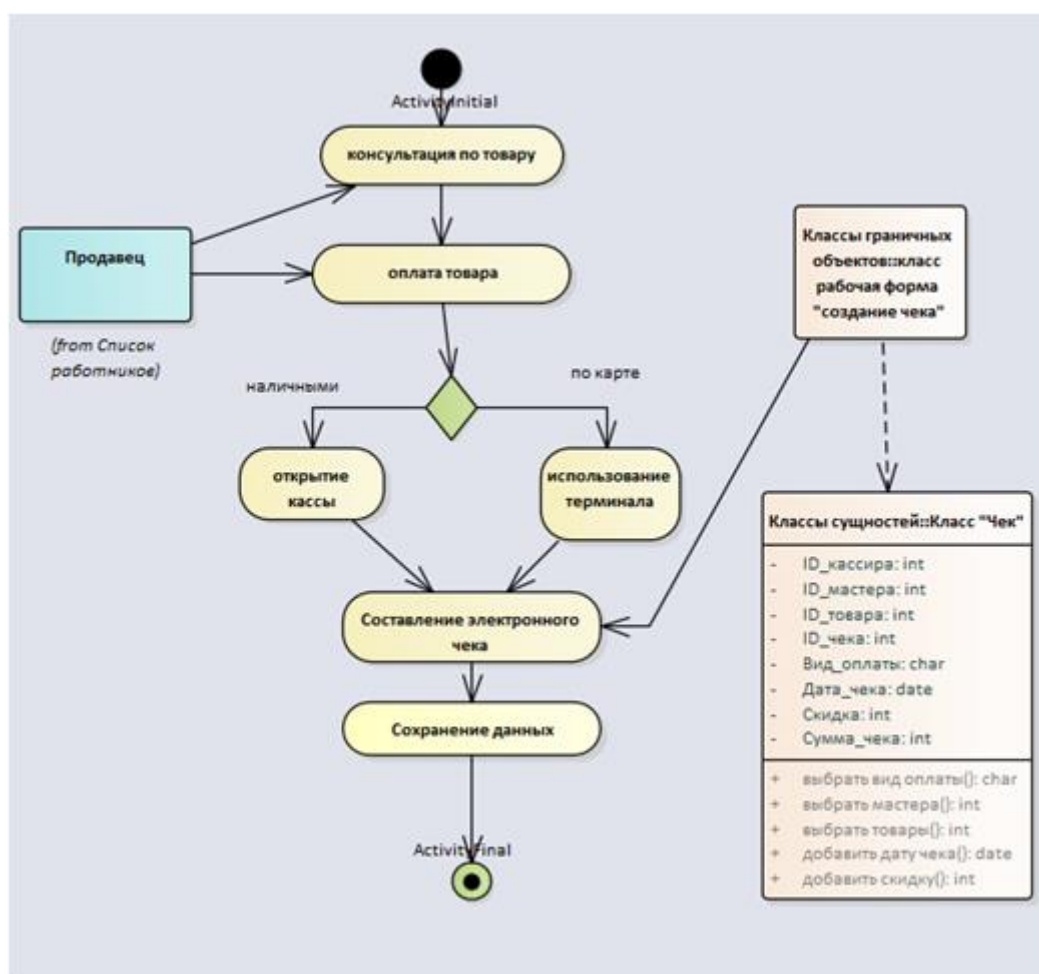 ActivityInitial
консультация по товару
Продавец
(from Список
работников)
оплата товара
наличными
по карте
открытие
кассы
использование
терминала
Составление электронного
чека
Сохранение данных
ActivityFinal
Классы граничных
объектов::класс
рабочая форма
"создание чека"
Классы сущностей::Класс "Чек"
- ID_кассира: int
- ID_мастера: int
- ID_товара: int
- ID_чека: int
- Вид_оплаты: char
- Дата_чека: date
- Скидка: int
- Сумма_чека: int
+ выбрать вид оплаты(): char
+ выбрать мастера(): int
+ выбрать товары(): int
+ добавить дату чека(): date
+ добавить скидку(): int